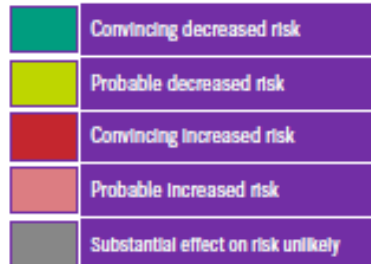 Convincing decreased risk
Probable decreased risk
Convincing increased risk
Probable increased risk
Substantial effect on risk unlikely